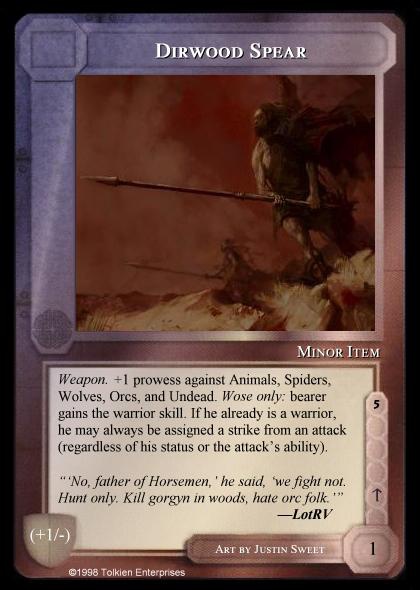 Dirwood Spear
Minor Item
Weapon. +1 prowess against Animals, Spiders,
Wolves, Orcs, and Undead. Wose only: bearer
gains the warrior skill. If he already is a warrior,
he may always be assigned a strike from an attack
(regardless of his status or the attack's ability).
“‘No, father of Horsemen,’ he said, ‘we fight not.
Hunt only. Kill gorgyn in woods, hate orc folk.’”
—LotRV
5
(+1/-)
Art by Justin Sweet
1
©1998 Tolkien Enterprises